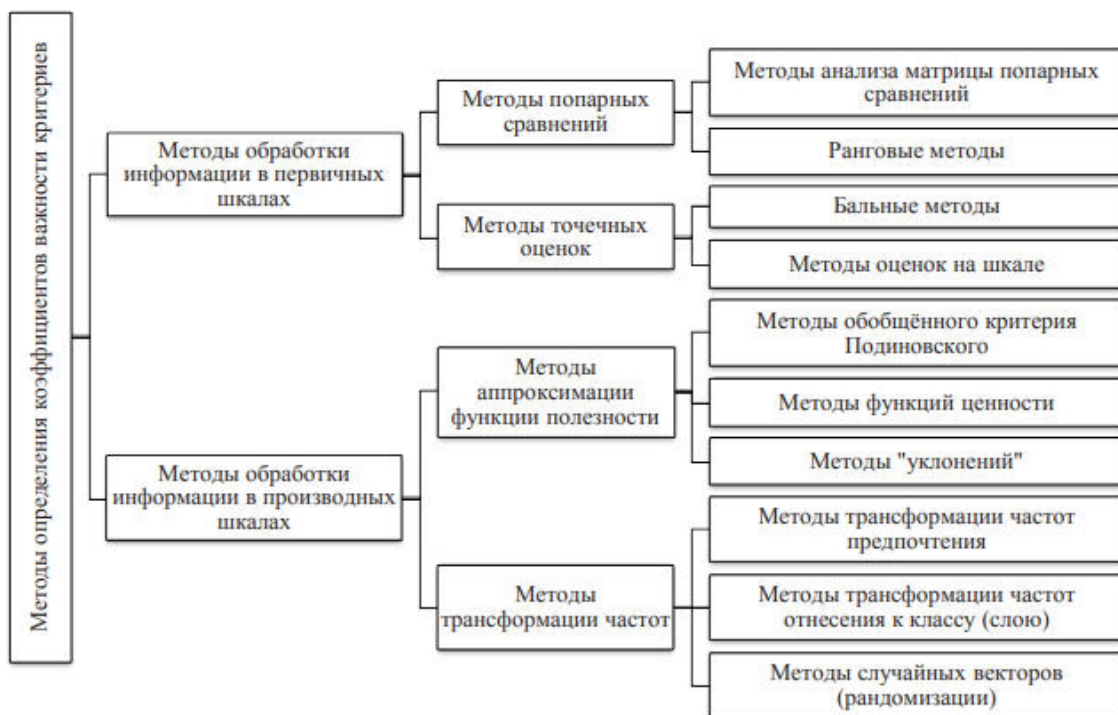 Методы определения коэффициентов важности критериев
Методы обработки
информации в первичных
шкалах
Методы попарных
сравнений
Методы анализа матрицы попарных
сравнений
Ранговые методы
Методы точечных
оценок
Бальные методы
Методы оценок на шкале
Методы обработки
информации в производных
шкалах
Методы
аппроксимации
функции полезности
Методы обобщённого критерия
Подиновского
Методы функций ценности
Методы "уклонений"
Методы
трансформации частот
Методы трансформации частот
предпочтения
Методы трансформации частот
отнесения к классу (слою)
Методы случайных векторов
(рандомизации)